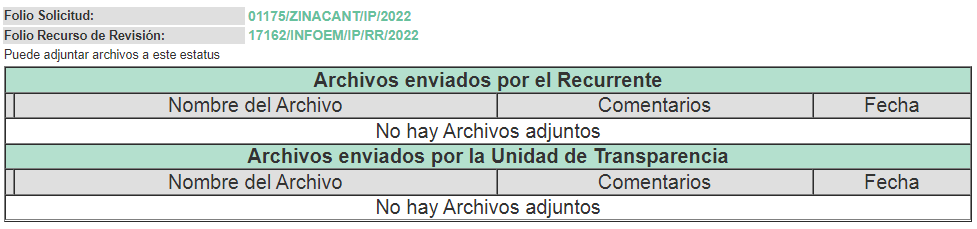 Folio Solicitud: 01175/ZINACANT/IP/2022
Folio Recurso de Revisión: 17162/INFOEM/IP/RR/2022
Puede adjuntar archivos a este estatus
Archivos enviados por el Recurrente
Nombre del Archivo Comentarios Fecha
No hay Archivos adjuntos
Archivos enviados por la Unidad de Transparencia
Nombre del Archivo Comentarios Fecha
No hay Archivos adjuntos